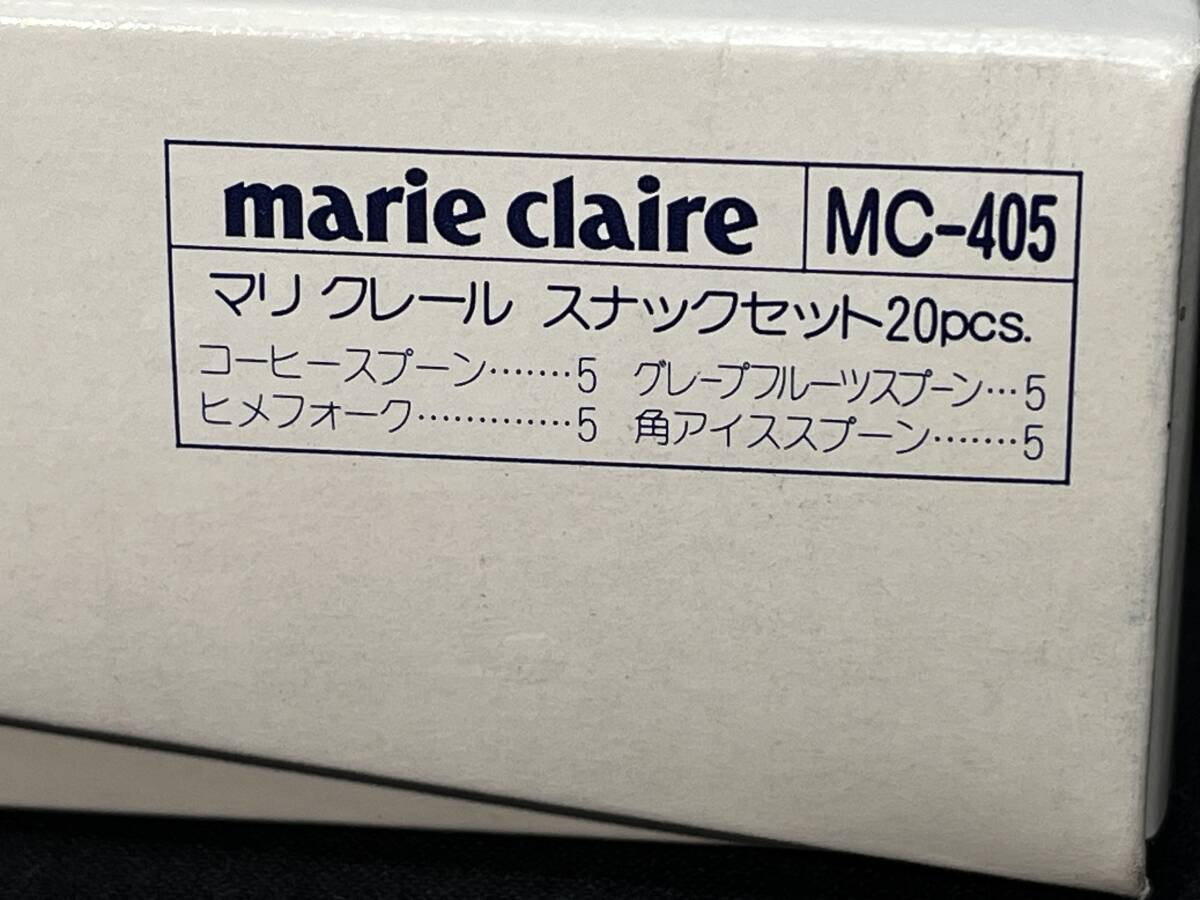 marie claire MC-405
マリ クレール スナックセット20pcs.
コーヒースプーン・・・・・・・5 グレープフルーツスプーン・・・5
ヒメフォーク・・・・・・・・・・・・・5 角アイススプーン・・・・・・・5